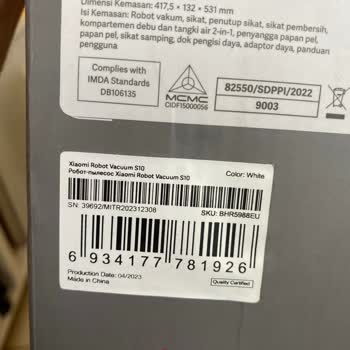 Dimensi Kemasan: 417,5 × 132 × 531 mm
Isi Kemasan: Robot vakum, sikat, penutup sikat, sikat pembersih,
kompartemen debu dan tangki air 2-in-1, penyangga papan pel,
papan pel, sikat samping, dok pengisi daya, adaptor daya, panduan
pengguna
Complies with
IMDA Standards
DB106135
MCMC
CIDF15000056
82550/SDPPI/2022
9003
Xiaomi Robot Vacuum S10
Color: White
Робот-пылесос Xiaomi Robot Vacuum S10
SN: 39692/MITR202312308
SKU: BHR5988EU
6 934177 781926
Production Date: 04/2023
Made in China
Quality Certified